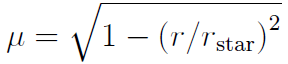 μ = √(1 − (r/r_star)²)